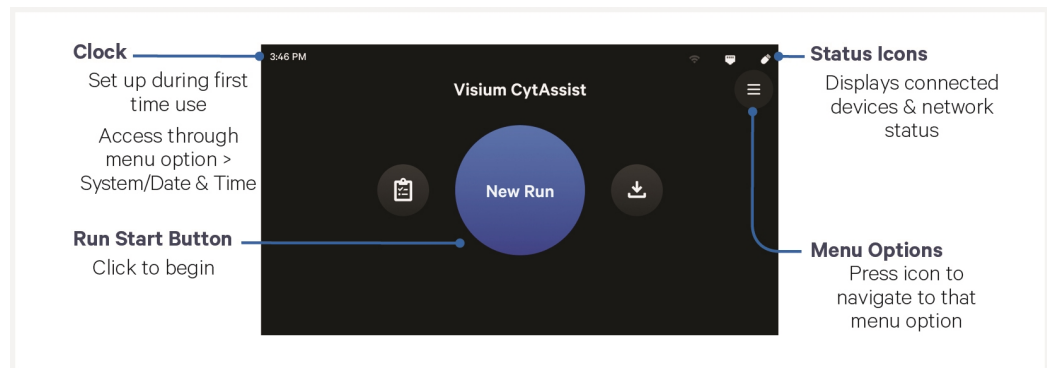 Clock
Set up during first
time use
Access through
menu option >
System/Date & Time
Run Start Button
Click to begin
3:46 PM
Visium CytAssist
New Run
Status Icons
Displays connected
devices & network
status
Menu Options
Press icon to
navigate to that
menu option